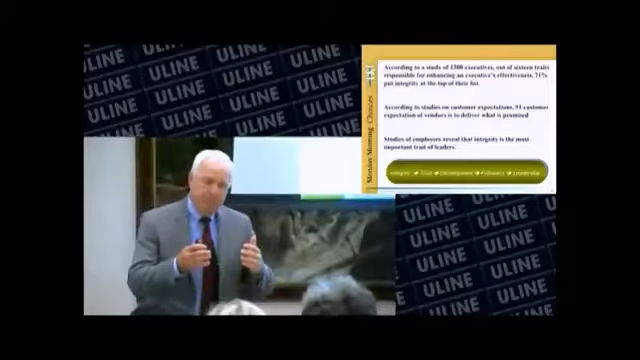 According to a study of 1300 executives, out of sixteen traits
responsible for enhancing an executive's effectiveness, 71%
put integrity at the top of their list.
According to studies on customer expectations, #1 customer
expectation of vendors is to deliver what is promised
Studies of employees reveal that integrity is the most
important trait of leaders.
Integrity Trust Development Followers Leadership
Monday Morning Choices
ULINE